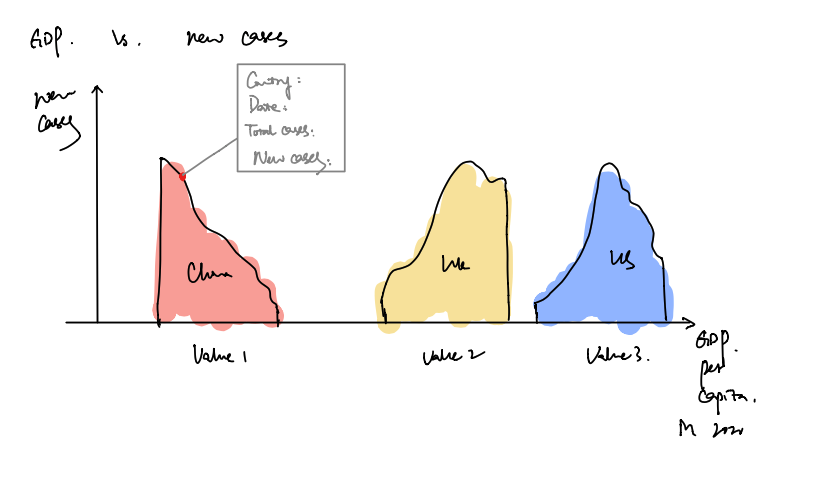 GDP. Vs. new cases
new
cases
Country:
Date:
Total cases:
New cases:
China
UK
US
Value 1
Value 2
Value 3.
GDP.
per
capita.
in 2020